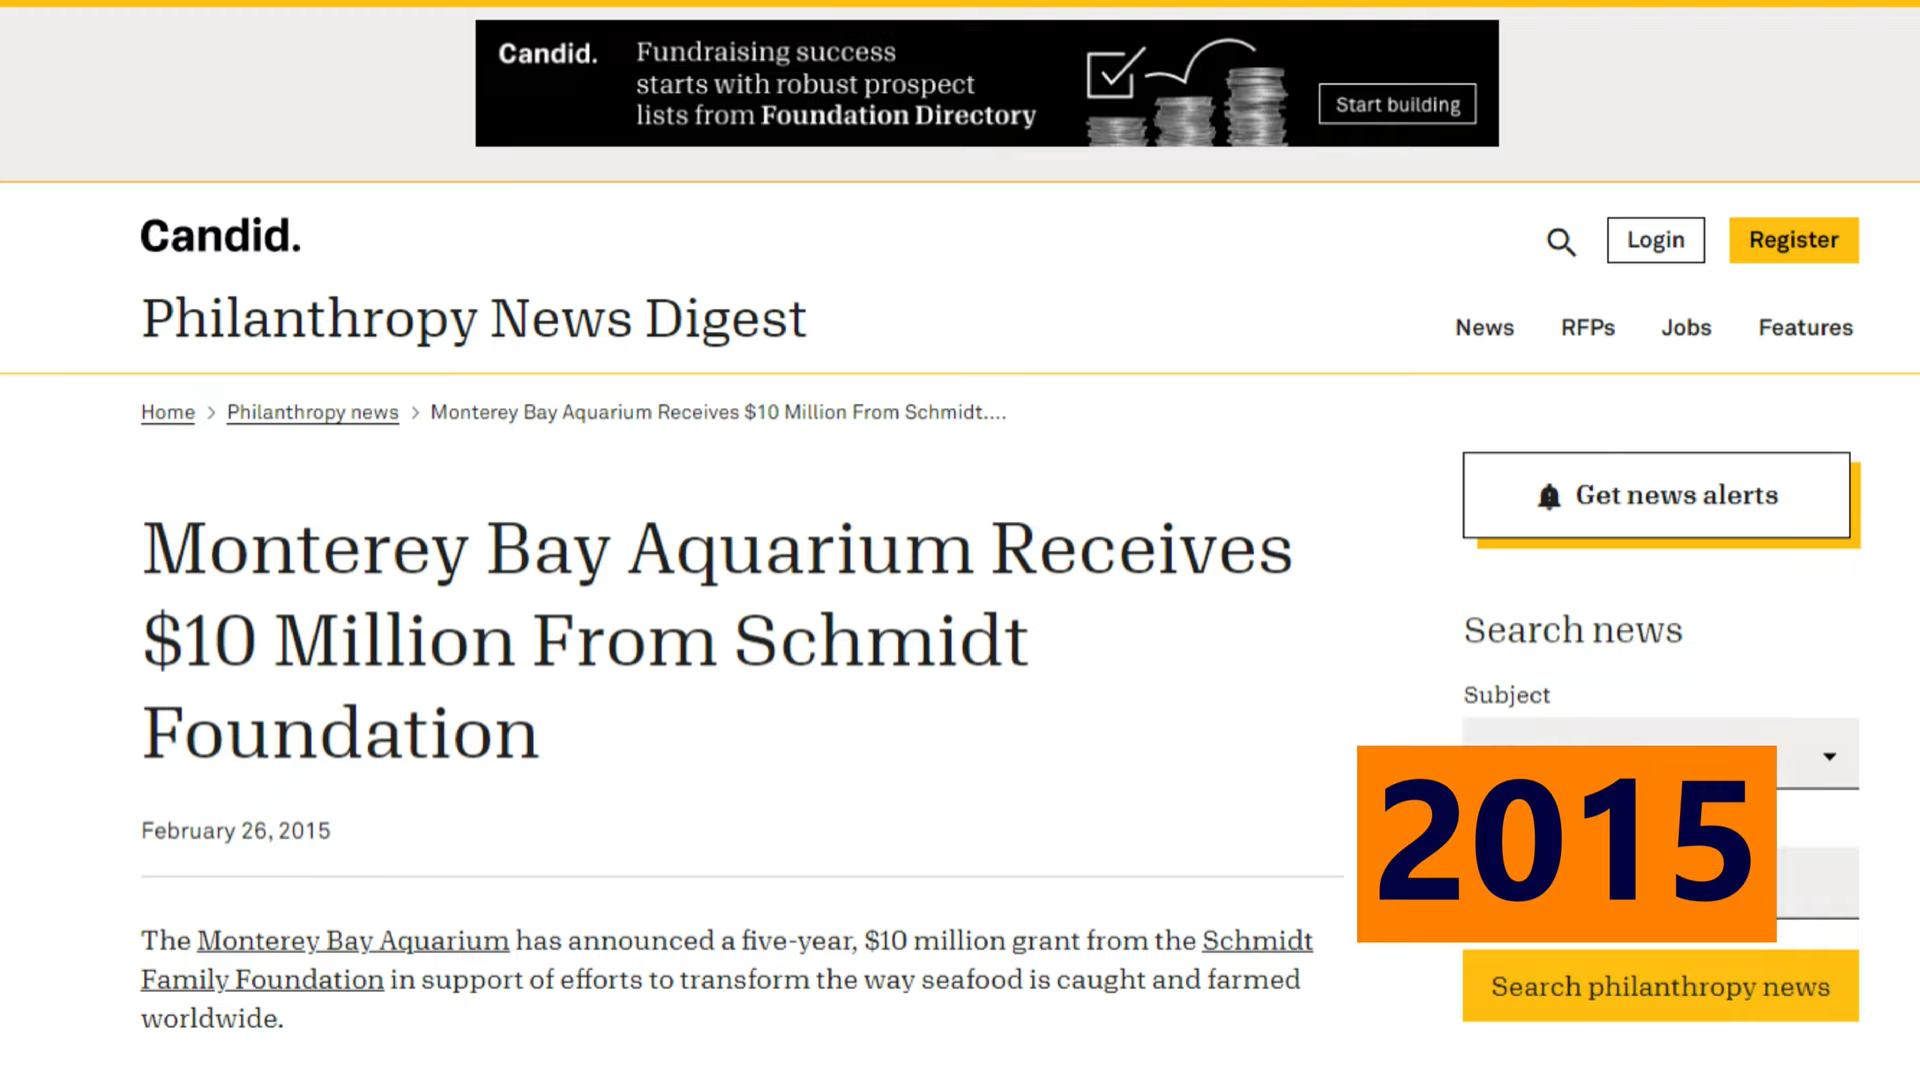 Candid.
Fundraising success
starts with robust prospect
lists from Foundation Directory
Start building
Candid.
Login
Register
Philanthropy News Digest
News
RFPs
Jobs
Features
Home > Philanthropy news > Monterey Bay Aquarium Receives $10 Million From Schmidt....
Get news alerts
Monterey Bay Aquarium Receives
$10 Million From Schmidt
Foundation
Search news
Subject
2015
February 26, 2015
The Monterey Bay Aquarium has announced a five-year, $10 million grant from the Schmidt
Family Foundation in support of efforts to transform the way seafood is caught and farmed
worldwide.
Search philanthropy news